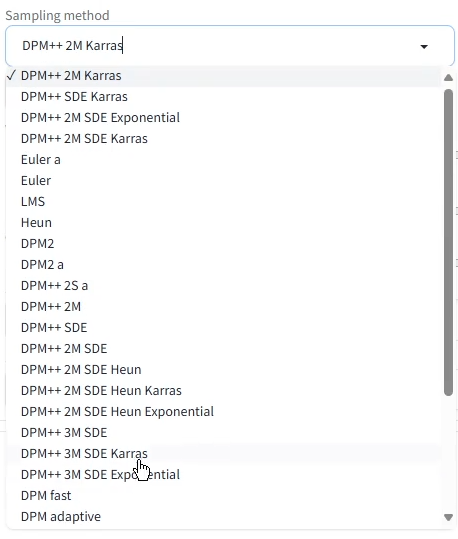 Sampling method
DPM++ 2M Karras
✓ DPM++ 2M Karras
DPM++ SDE Karras
DPM++ 2M SDE Exponential
DPM++ 2M SDE Karras
Euler a
Euler
LMS
Heun
DPM2
DPM2 a
DPM++ 2S a
DPM++ 2M
DPM++ SDE
DPM++ 2M SDE
DPM++ 2M SDE Heun
DPM++ 2M SDE Heun Karras
DPM++ 2M SDE Heun Exponential
DPM++ 3M SDE
DPM++ 3M SDE Karras
DPM++ 3M SDE Exponential
DPM fast
DPM adaptive